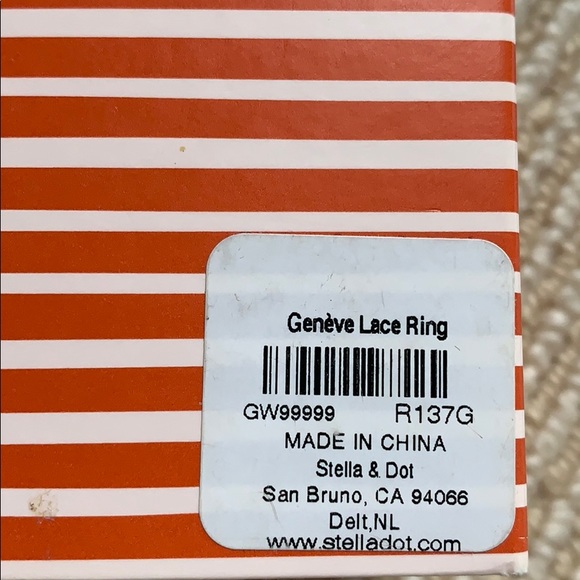 Genève Lace Ring
GW99999 R137G
MADE IN CHINA
Stella & Dot
San Bruno, CA 94066
Delt,NL
www.stelladot.com